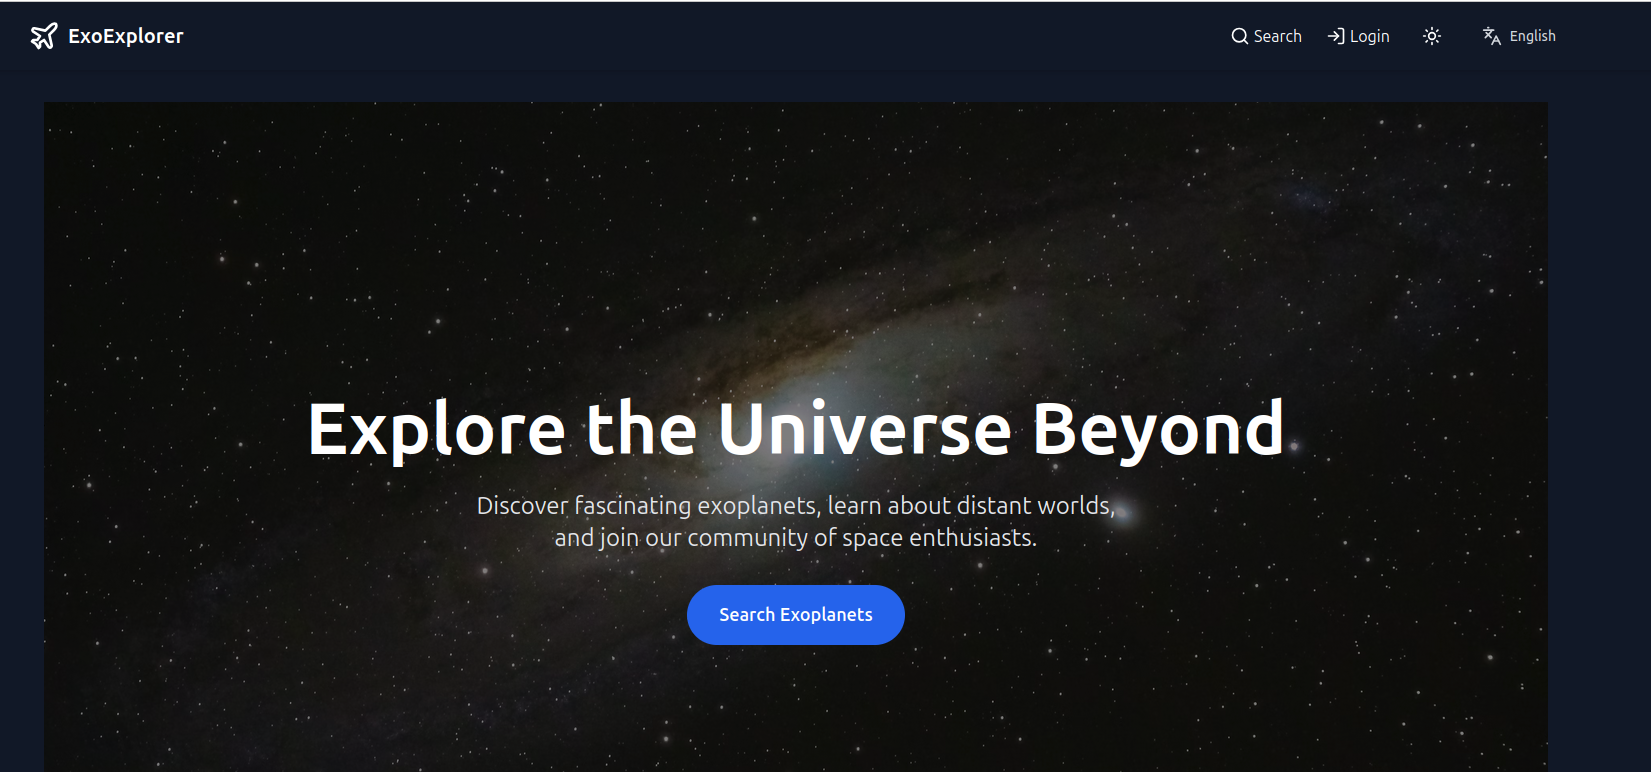 ExoExplorer
Search
Login
English
Explore the Universe Beyond
Discover fascinating exoplanets, learn about distant worlds,
and join our community of space enthusiasts.
Search Exoplanets